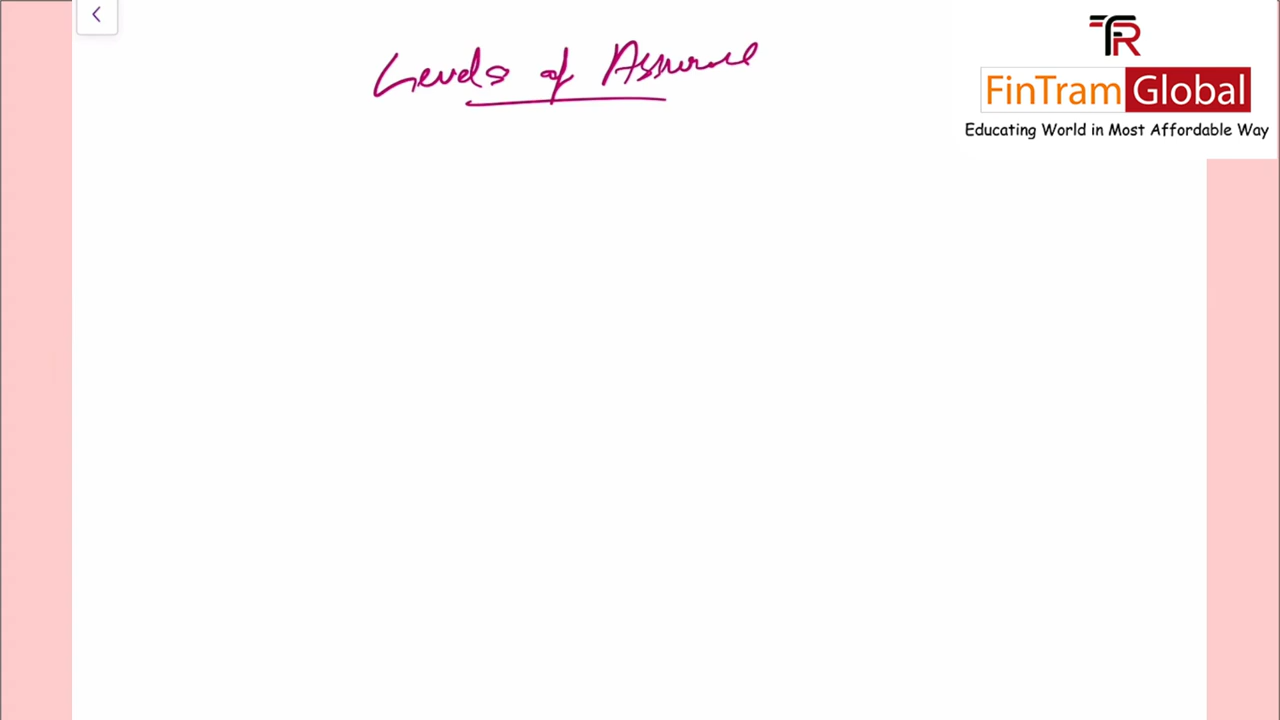 Levels of Assurance
FinTram Global
Educating World in Most Affordable Way